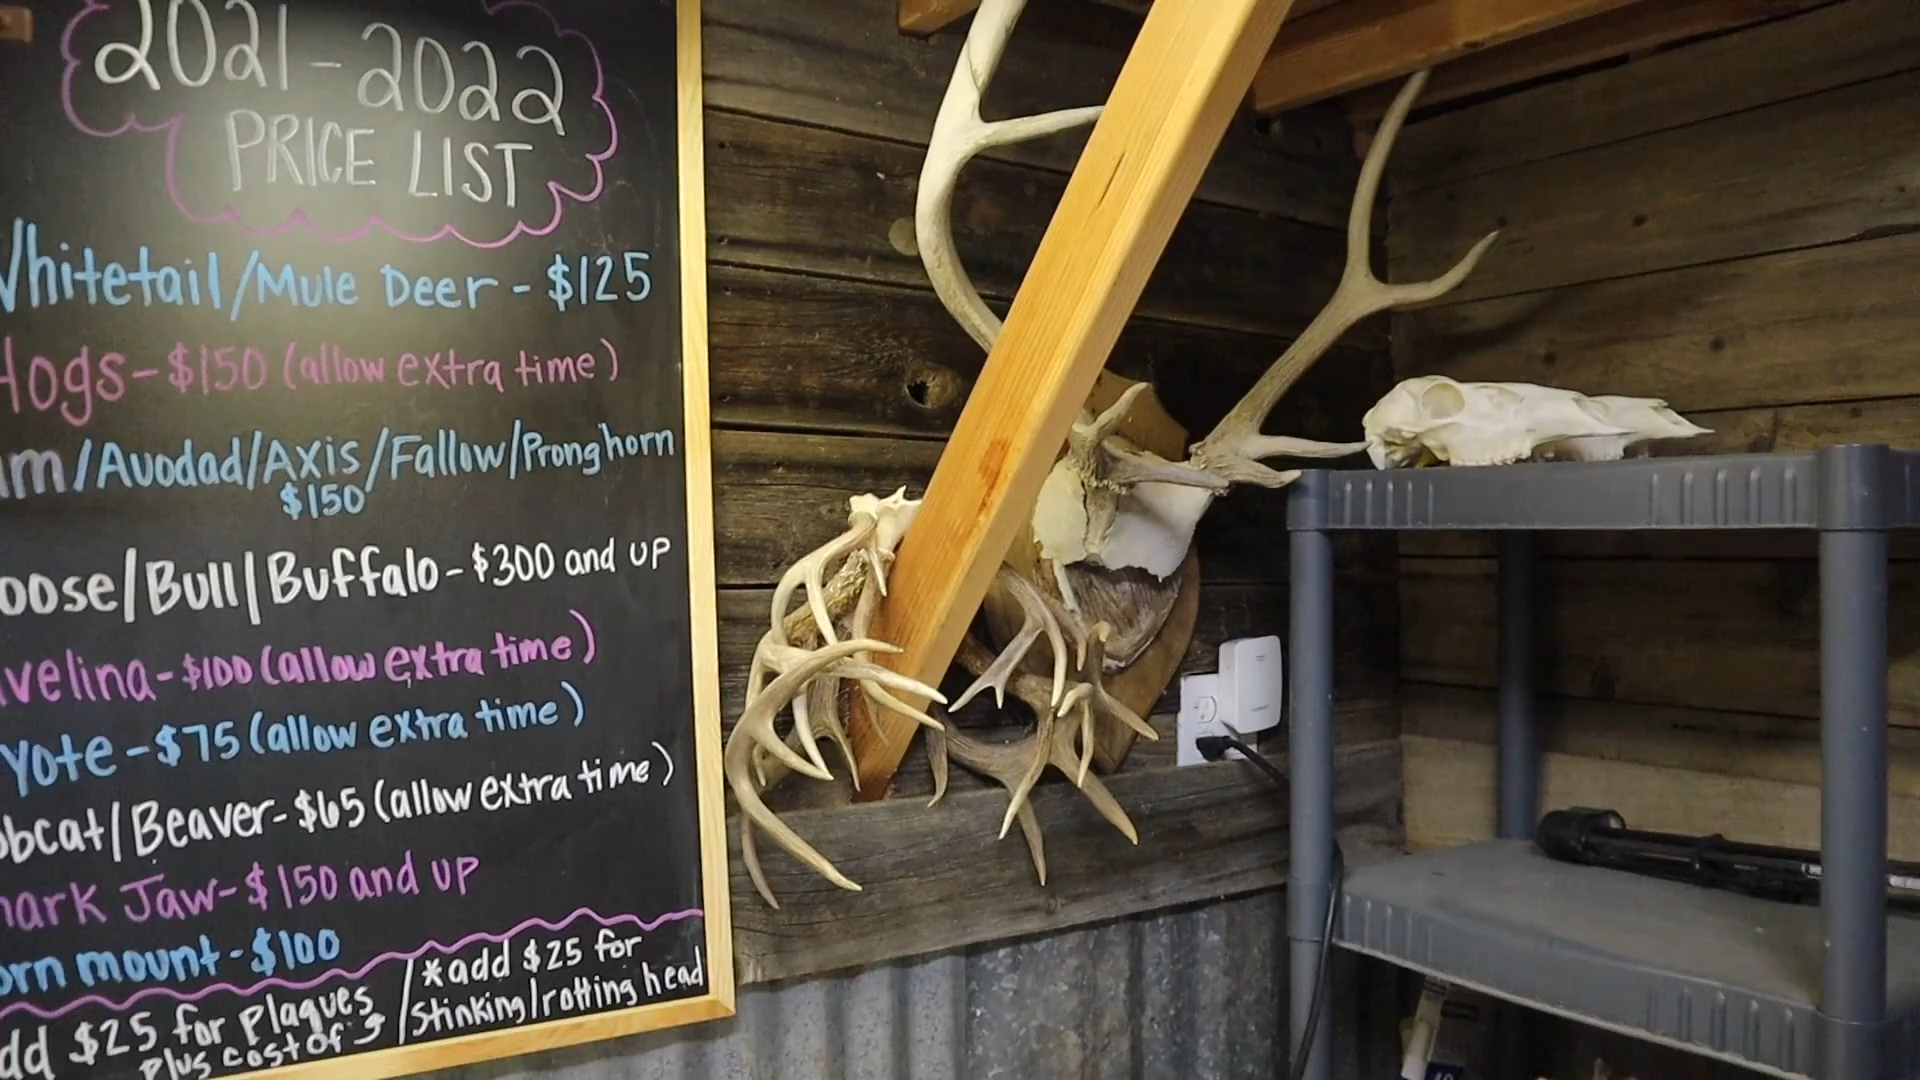 2021-2022
PRICE LIST
Whitetail/Mule Deer - $125
Hogs - $150 (allow extra time)
am/Auodad/Axis/Fallow/Pronghorn
$150
oose/Bull/Buffalo - $300 and up
velina - $100 (allow extra time)
yote - $75 (allow extra time)
obcat/Beaver - $65 (allow extra time)
hark Jaw - $150 and up
orn mount - $100
dd $25 for Plaques
plus cost of
*add $25 for
stinking/rotting head